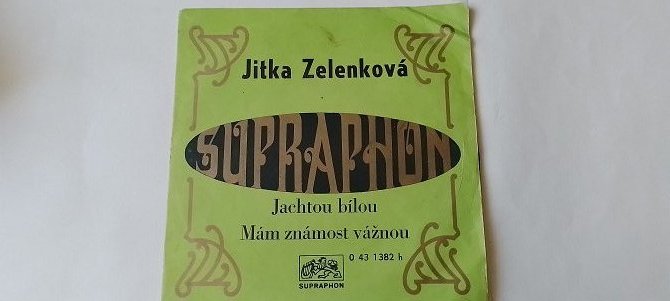 Jitka Zelenková
SUPRAPHON
Jachtou bílou
Mám známost vážnou
0 43 1382 h
SUPRAPHON